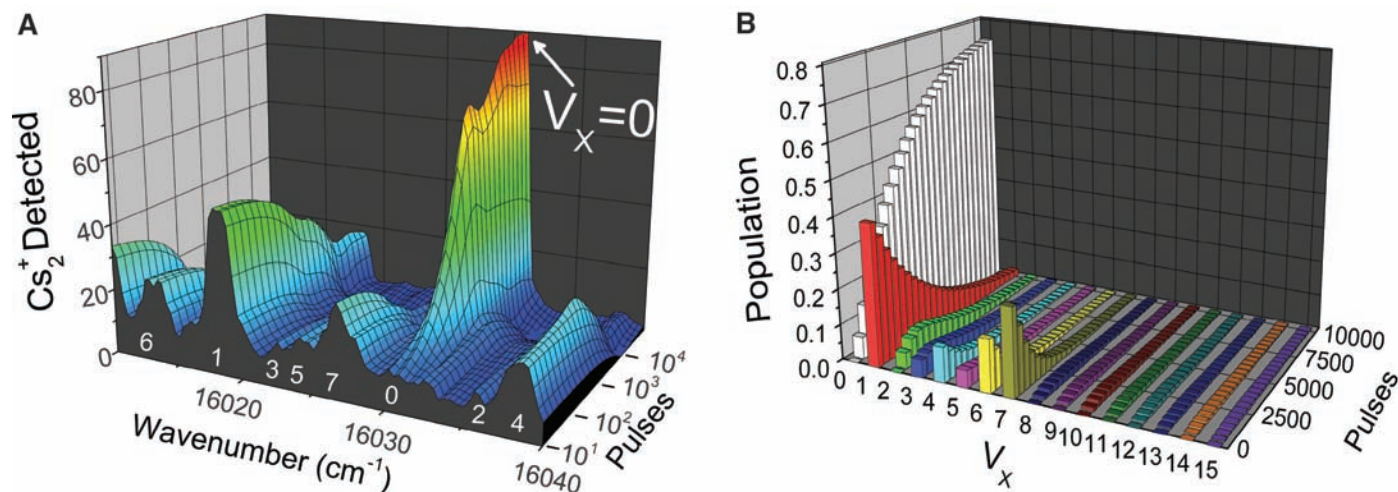 A
Cs₂⁺ Detected
80
60
40
20
0
6 1 3 5 7 0 2 4
16020
16030
16040
Wavenumber (cm⁻¹)
10⁴
10³
10²
10¹
Pulses
Vₓ=0
B
Population
0.8
0.7
0.6
0.5
0.4
0.3
0.2
0.1
0.0
0 1 2 3 4 5 6 7 8 9 10 11 12 13 14 15
Vₓ
10000
7500
5000
2500
0
Pulses